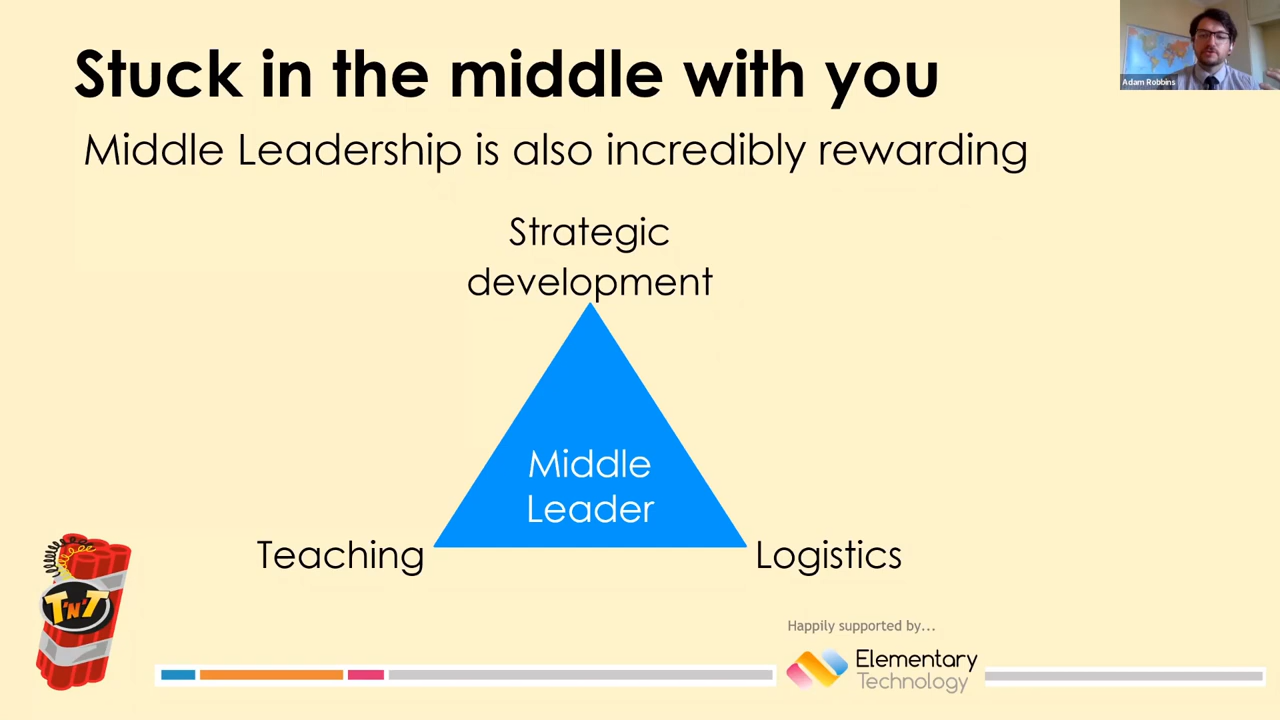 Stuck in the middle with you
Adam Robbins
Middle Leadership is also incredibly rewarding
Strategic
development
Middle
Leader
Teaching
Logistics
T'N'T
Happily supported by...
Elementary
Technology